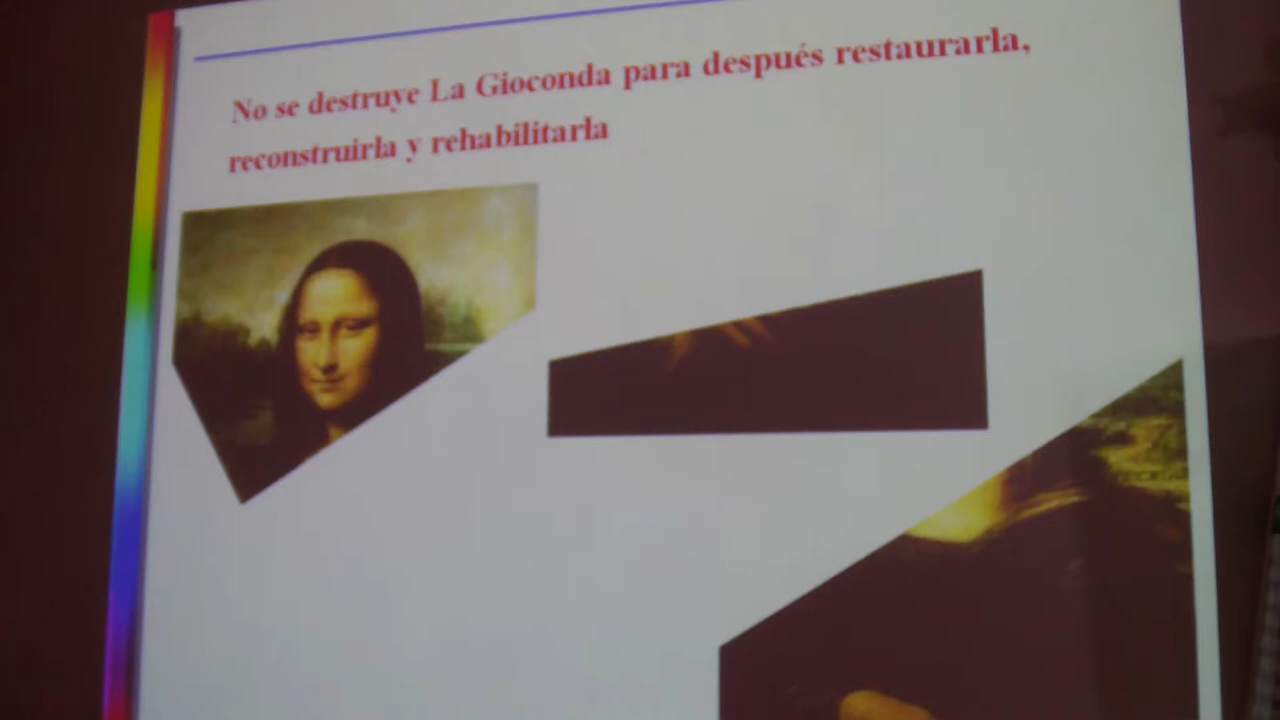 No se destruye La Gioconda para después restaurarla,
reconstruirla y rehabilitarla